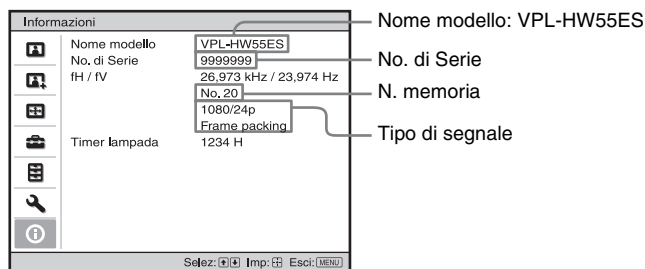 Informazioni
Nome modello VPL-HW55ES
No. di Serie 9999999
fH / fV 26,973 kHz / 23,974 Hz
No. 20
1080/24p
Frame packing
Timer lampada 1234 H
Selez: Imp: Esci: MENU
Nome modello: VPL-HW55ES
No. di Serie
N. memoria
Tipo di segnale